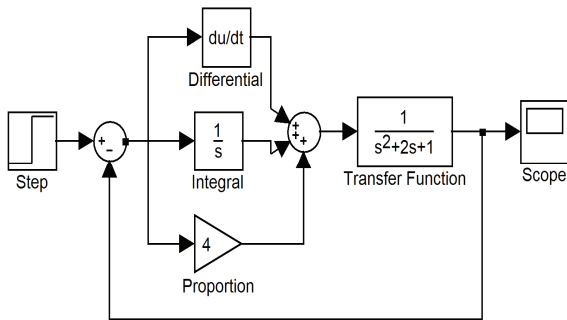 du/dt
Differential
+
−
Step
1
s
Integral
+
+
+
1
s²+2s+1
Transfer Function
Scope
4
Proportion